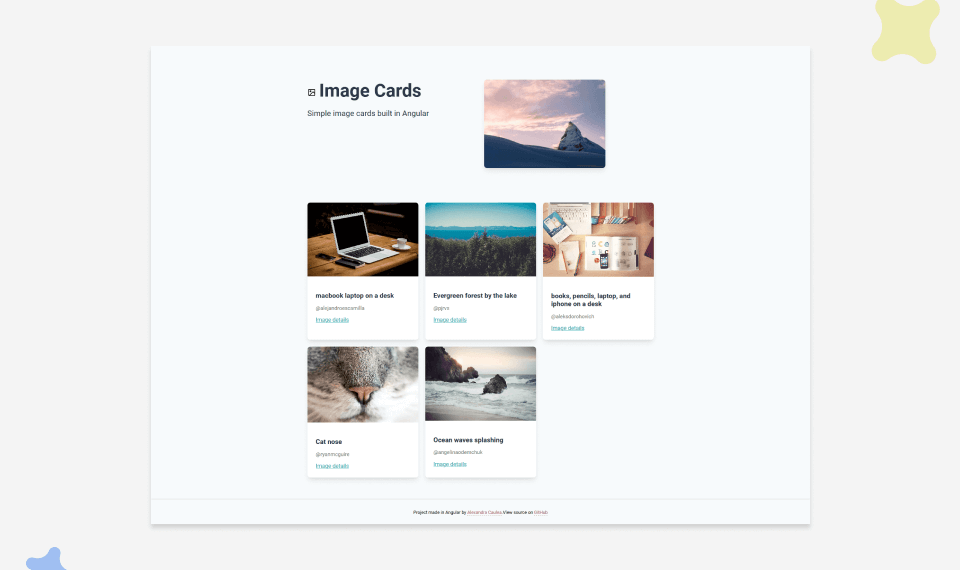 Image Cards
Simple image cards built in Angular
macbook laptop on a desk
@alejandroescamilla
Image details
Evergreen forest by the lake
@pjrvs
Image details
books, pencils, laptop, and
iphone on a desk
@aleksdorohovich
Image details
Cat nose
@ryanmcguire
Image details
Ocean waves splashing
Image details
Project made in Angular by Alexandra Caulea View source on GitHub